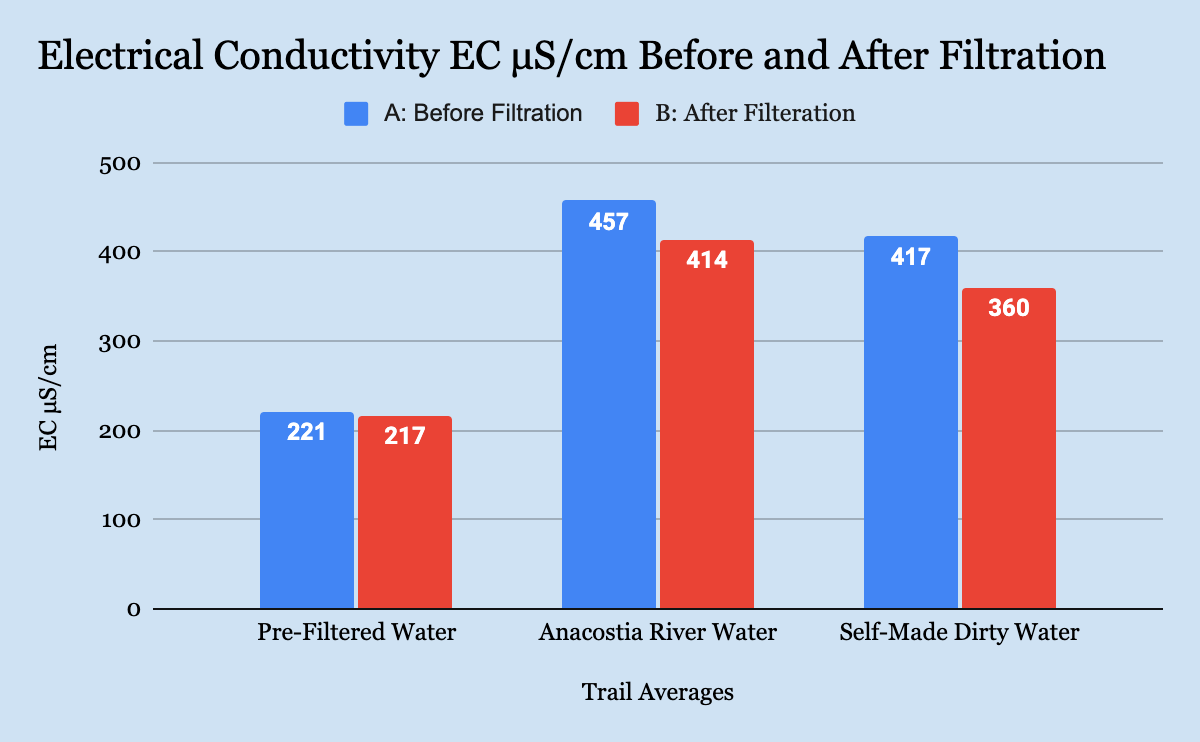 Electrical Conductivity EC µS/cm Before and After Filtration
A: Before Filtration B: After Filteration
500
400
300
200
100
0
EC µS/cm
457
414
417
360
221
217
Pre-Filtered Water Anacostia River Water Self-Made Dirty Water
Trail Averages